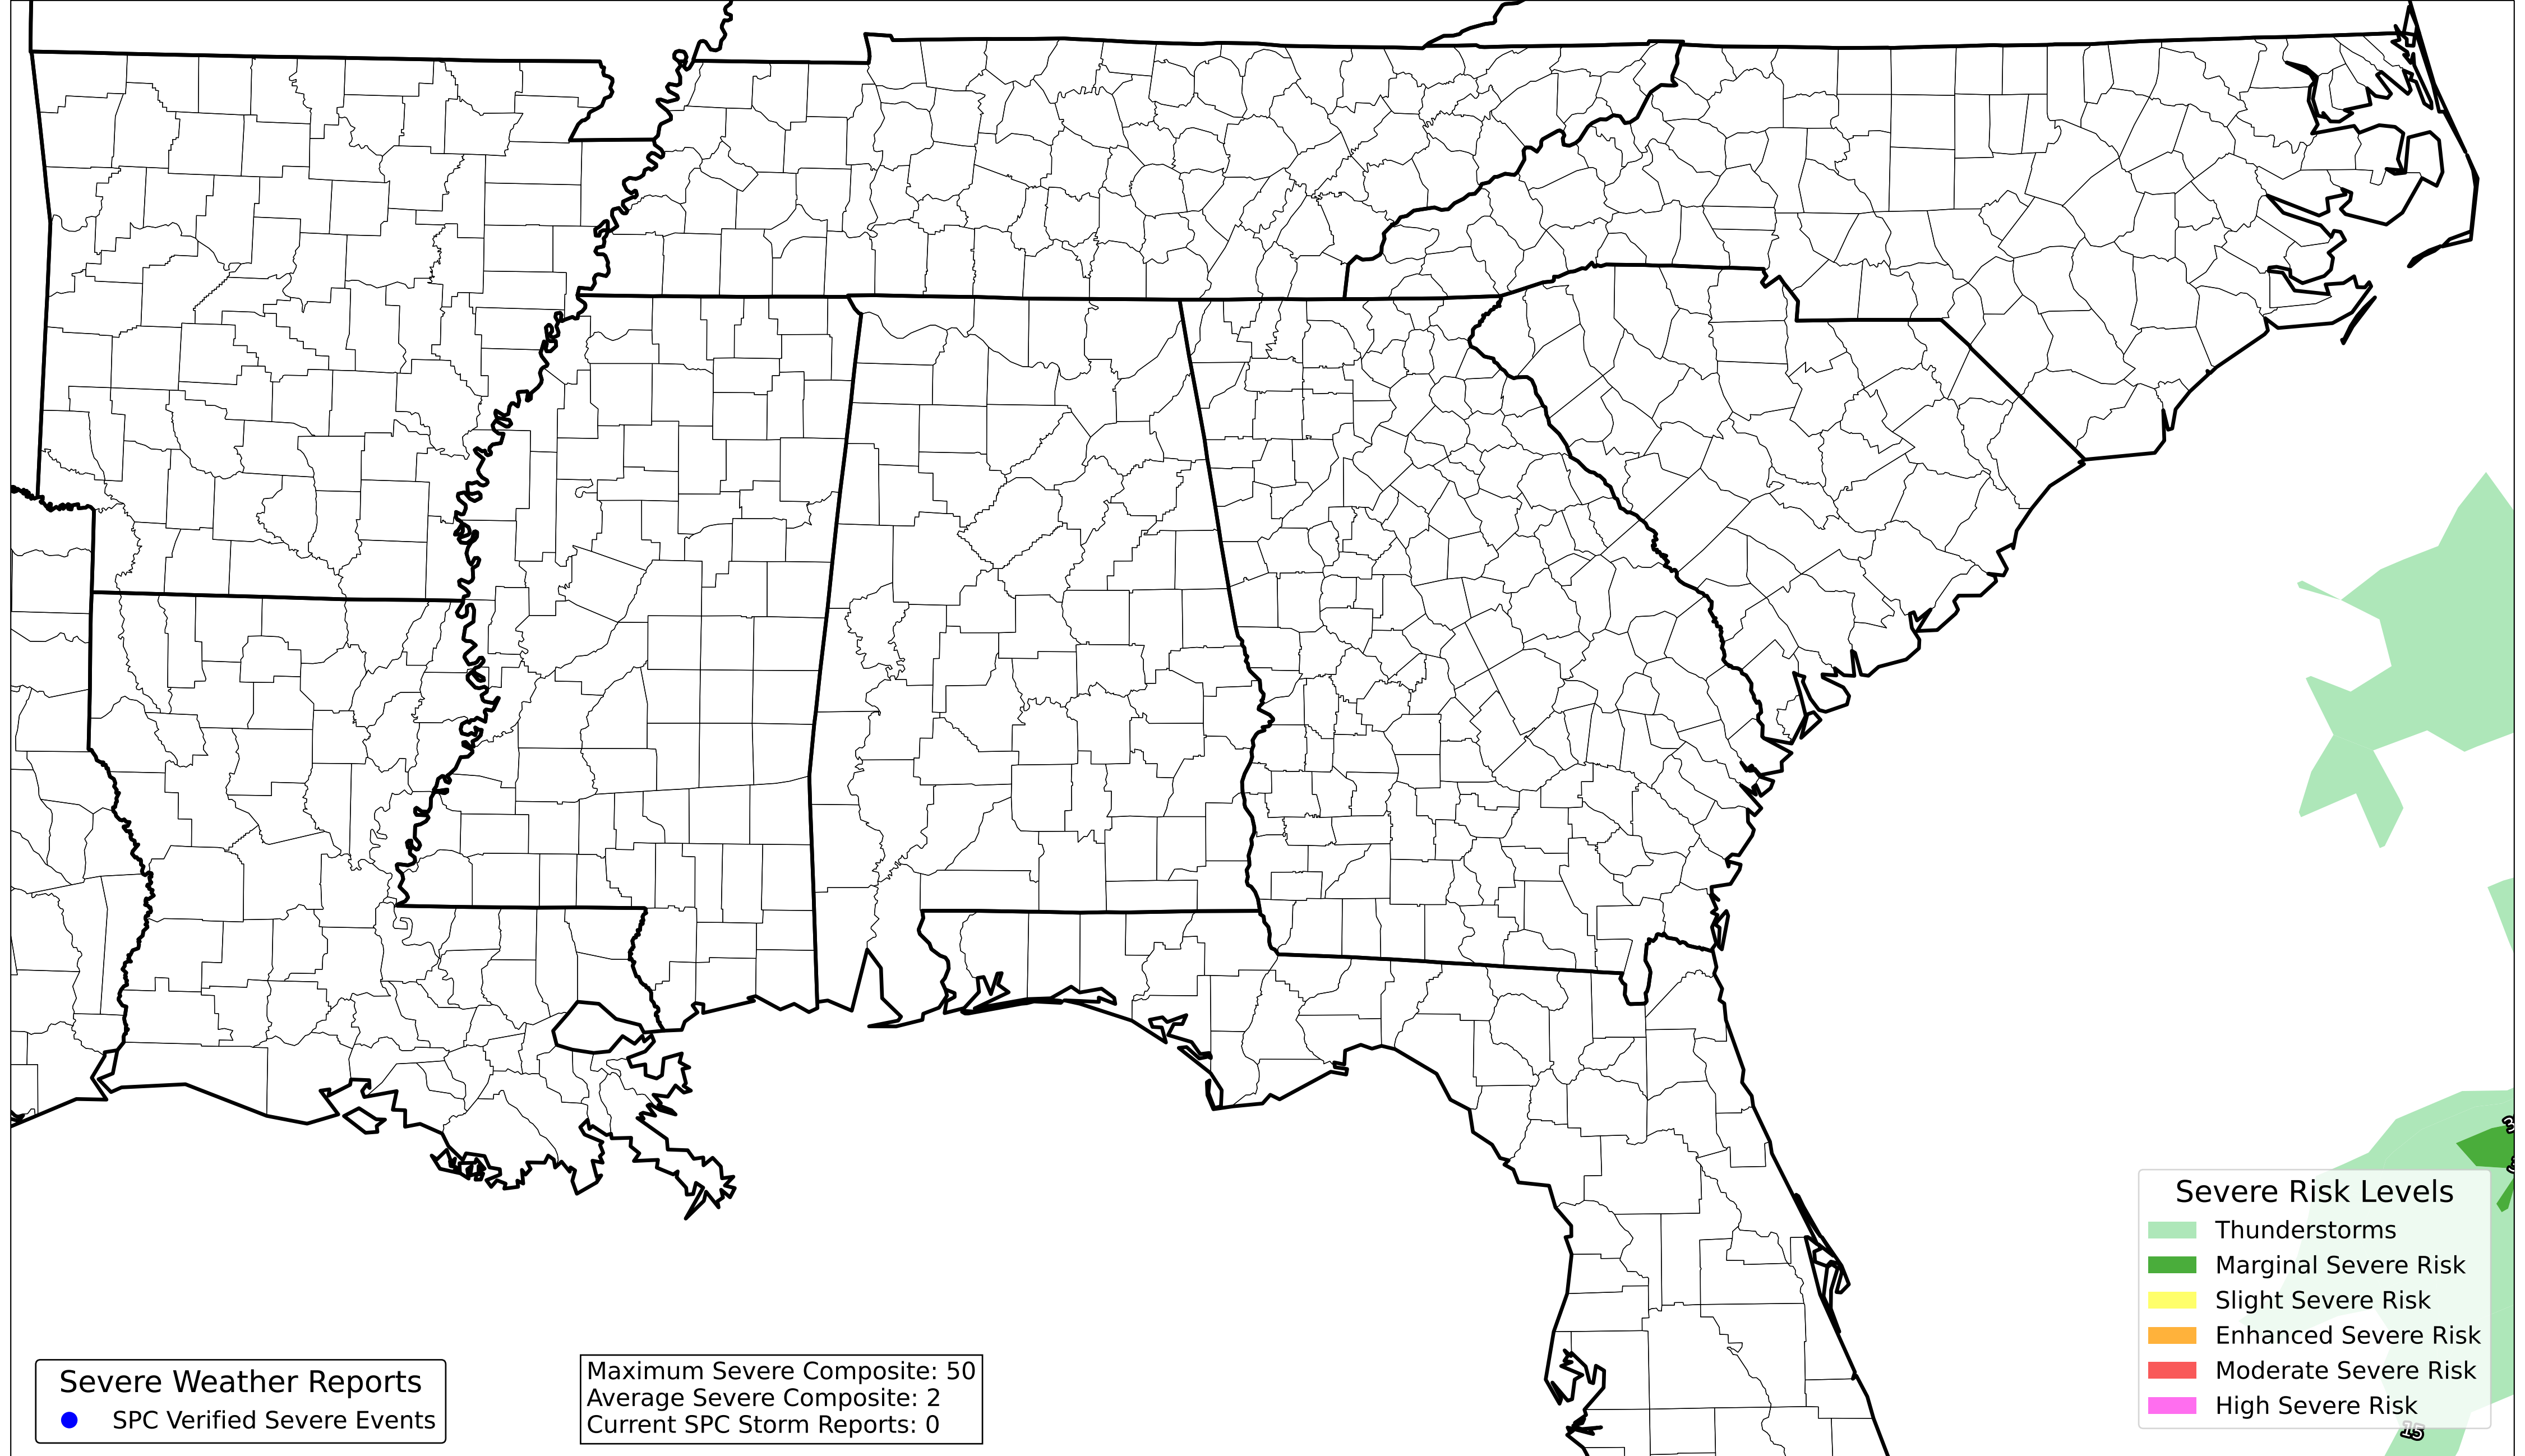 Severe Risk Levels
Thunderstorms
Marginal Severe Risk
Slight Severe Risk
Enhanced Severe Risk
Moderate Severe Risk
High Severe Risk
15
Severe Weather Reports
SPC Verified Severe Events
Maximum Severe Composite: 50
Average Severe Composite: 2
Current SPC Storm Reports: 0